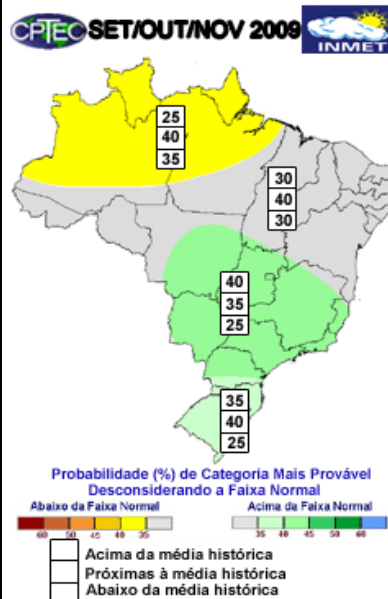 CPTEC SET/OUT/NOV 2009 INMET
25
40
35
30
40
30
40
35
25
35
40
25
Probabilidade (%) de Categoria Mais Provável
Desconsiderando a Faixa Normal
Abaixo da Faixa Normal Acima da Faixa Normal
60 50 45 40 35 35 40 45 50 60
Acima da média histórica
Próximas à média histórica
Abaixo da média histórica